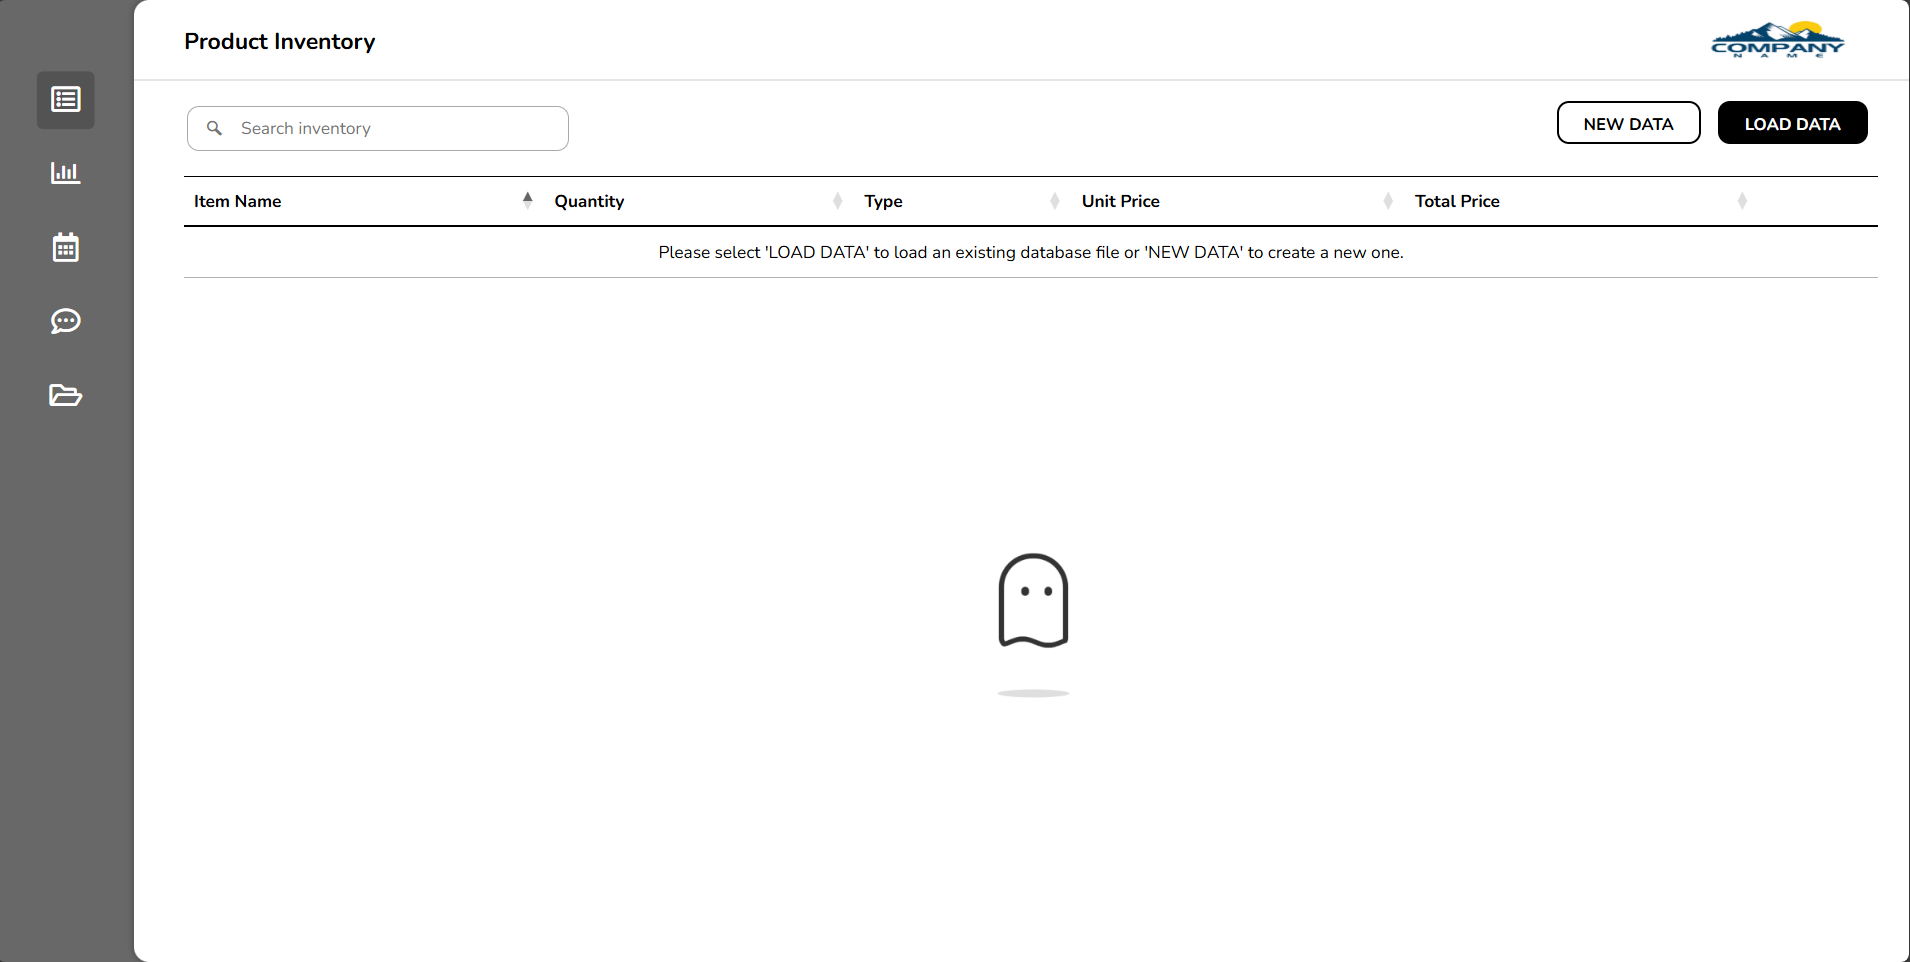 Product Inventory
COMPANY
NAME
Search inventory
NEW DATA
LOAD DATA
Item Name
Quantity
Type
Unit Price
Total Price
Please select 'LOAD DATA' to load an existing database file or 'NEW DATA' to create a new one.